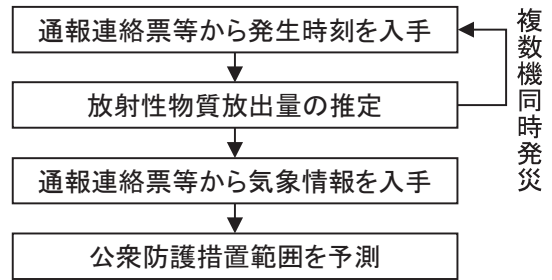 通報連絡票等から発生時刻を入手
放射性物質放出量の推定
通報連絡票等から気象情報を入手
公衆防護措置範囲を予測
複数機同時発災